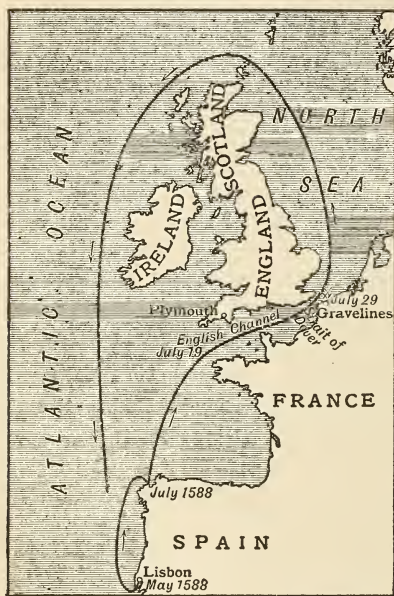 NORTH
SEA
ATLANTIC OCEAN
SCOTLAND
IRELAND
ENGLAND
Plymouth
English Channel
July 19
July 29
Gravelines
Strait of
Dover
FRANCE
July 1588
SPAIN
Lisbon
May 1588